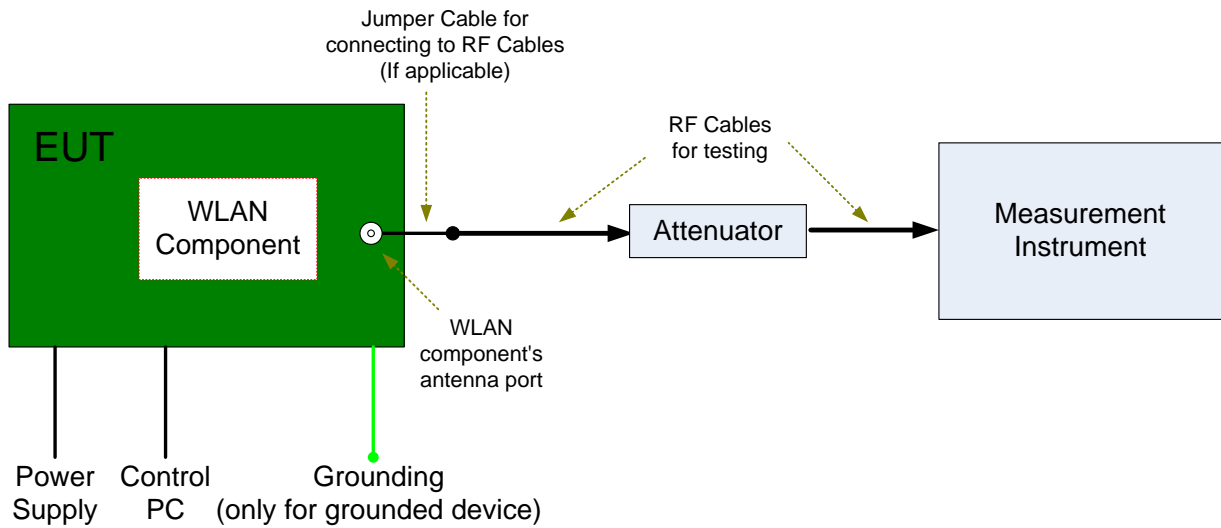 Jumper Cable for
connecting to RF Cables
(If applicable)
EUT
WLAN
Component
RF Cables
for testing
Attenuator
Measurement
Instrument
WLAN
component's
antenna port
Power
Supply
Control
PC
Grounding
(only for grounded device)